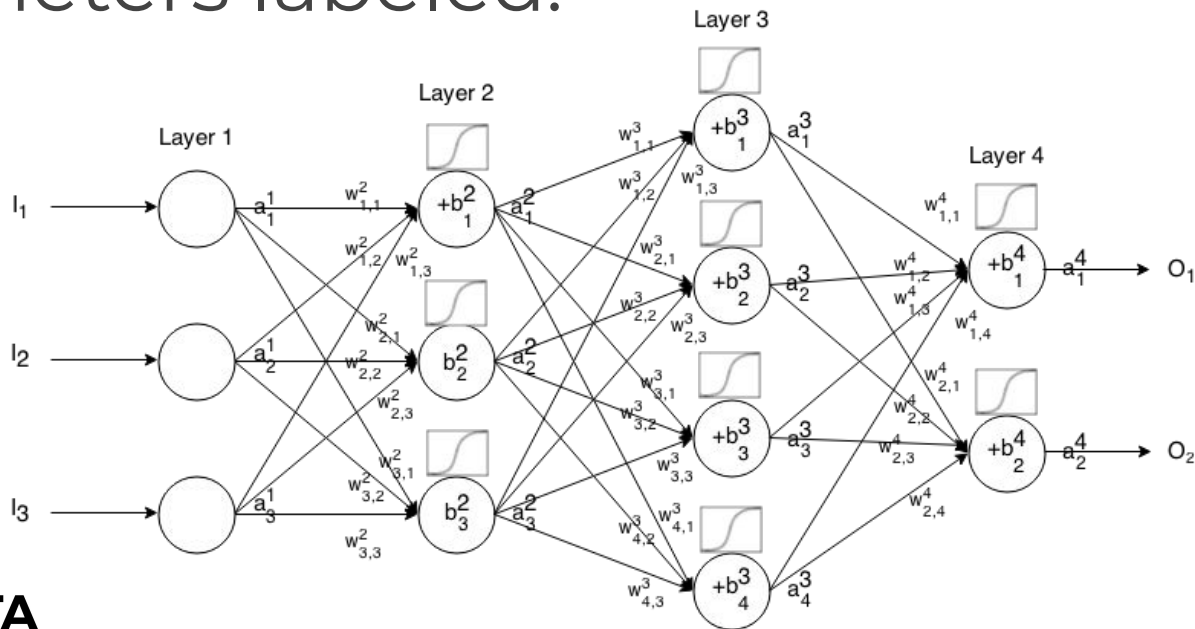 neters labeled.
Layer 3
Layer 2
Layer 1
Layer 4
I₁
a¹₁
w²₁,₁
+b²₁
a²₁
w³₁,₁
w³₁,₂
w³₁,₃
+b³₁
a³₁
w²₁,₂
w²₁,₃
w³₂,₁
w³₂,₂
w³₂,₃
+b³₂
a³₂
w⁴₁,₁
w⁴₁,₂
w⁴₁,₃
w⁴₁,₄
+b⁴₁
a⁴₁
O₁
I₂
a¹₂
w²₂,₁
w²₂,₂
w²₂,₃
b²₂
a²₂
w³₃,₁
w³₃,₂
w³₃,₃
+b³₃
a³₃
w⁴₂,₁
w⁴₂,₂
w⁴₂,₃
w⁴₂,₄
+b⁴₂
a⁴₂
O₂
I₃
a¹₃
w²₃,₁
w²₃,₂
w²₃,₃
b²₃
a²₃
w³₄,₁
w³₄,₂
w³₄,₃
+b³₄
a³₄
TA